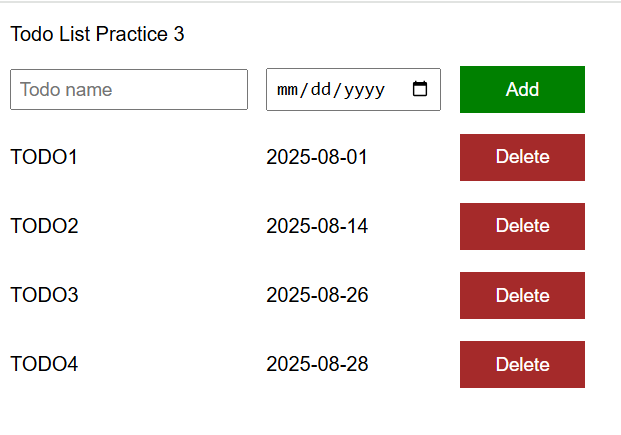 Todo List Practice 3
Todo name mm/dd/yyyy Add
TODO1 2025-08-01 Delete
TODO2 2025-08-14 Delete
TODO3 2025-08-26 Delete
TODO4 2025-08-28 Delete